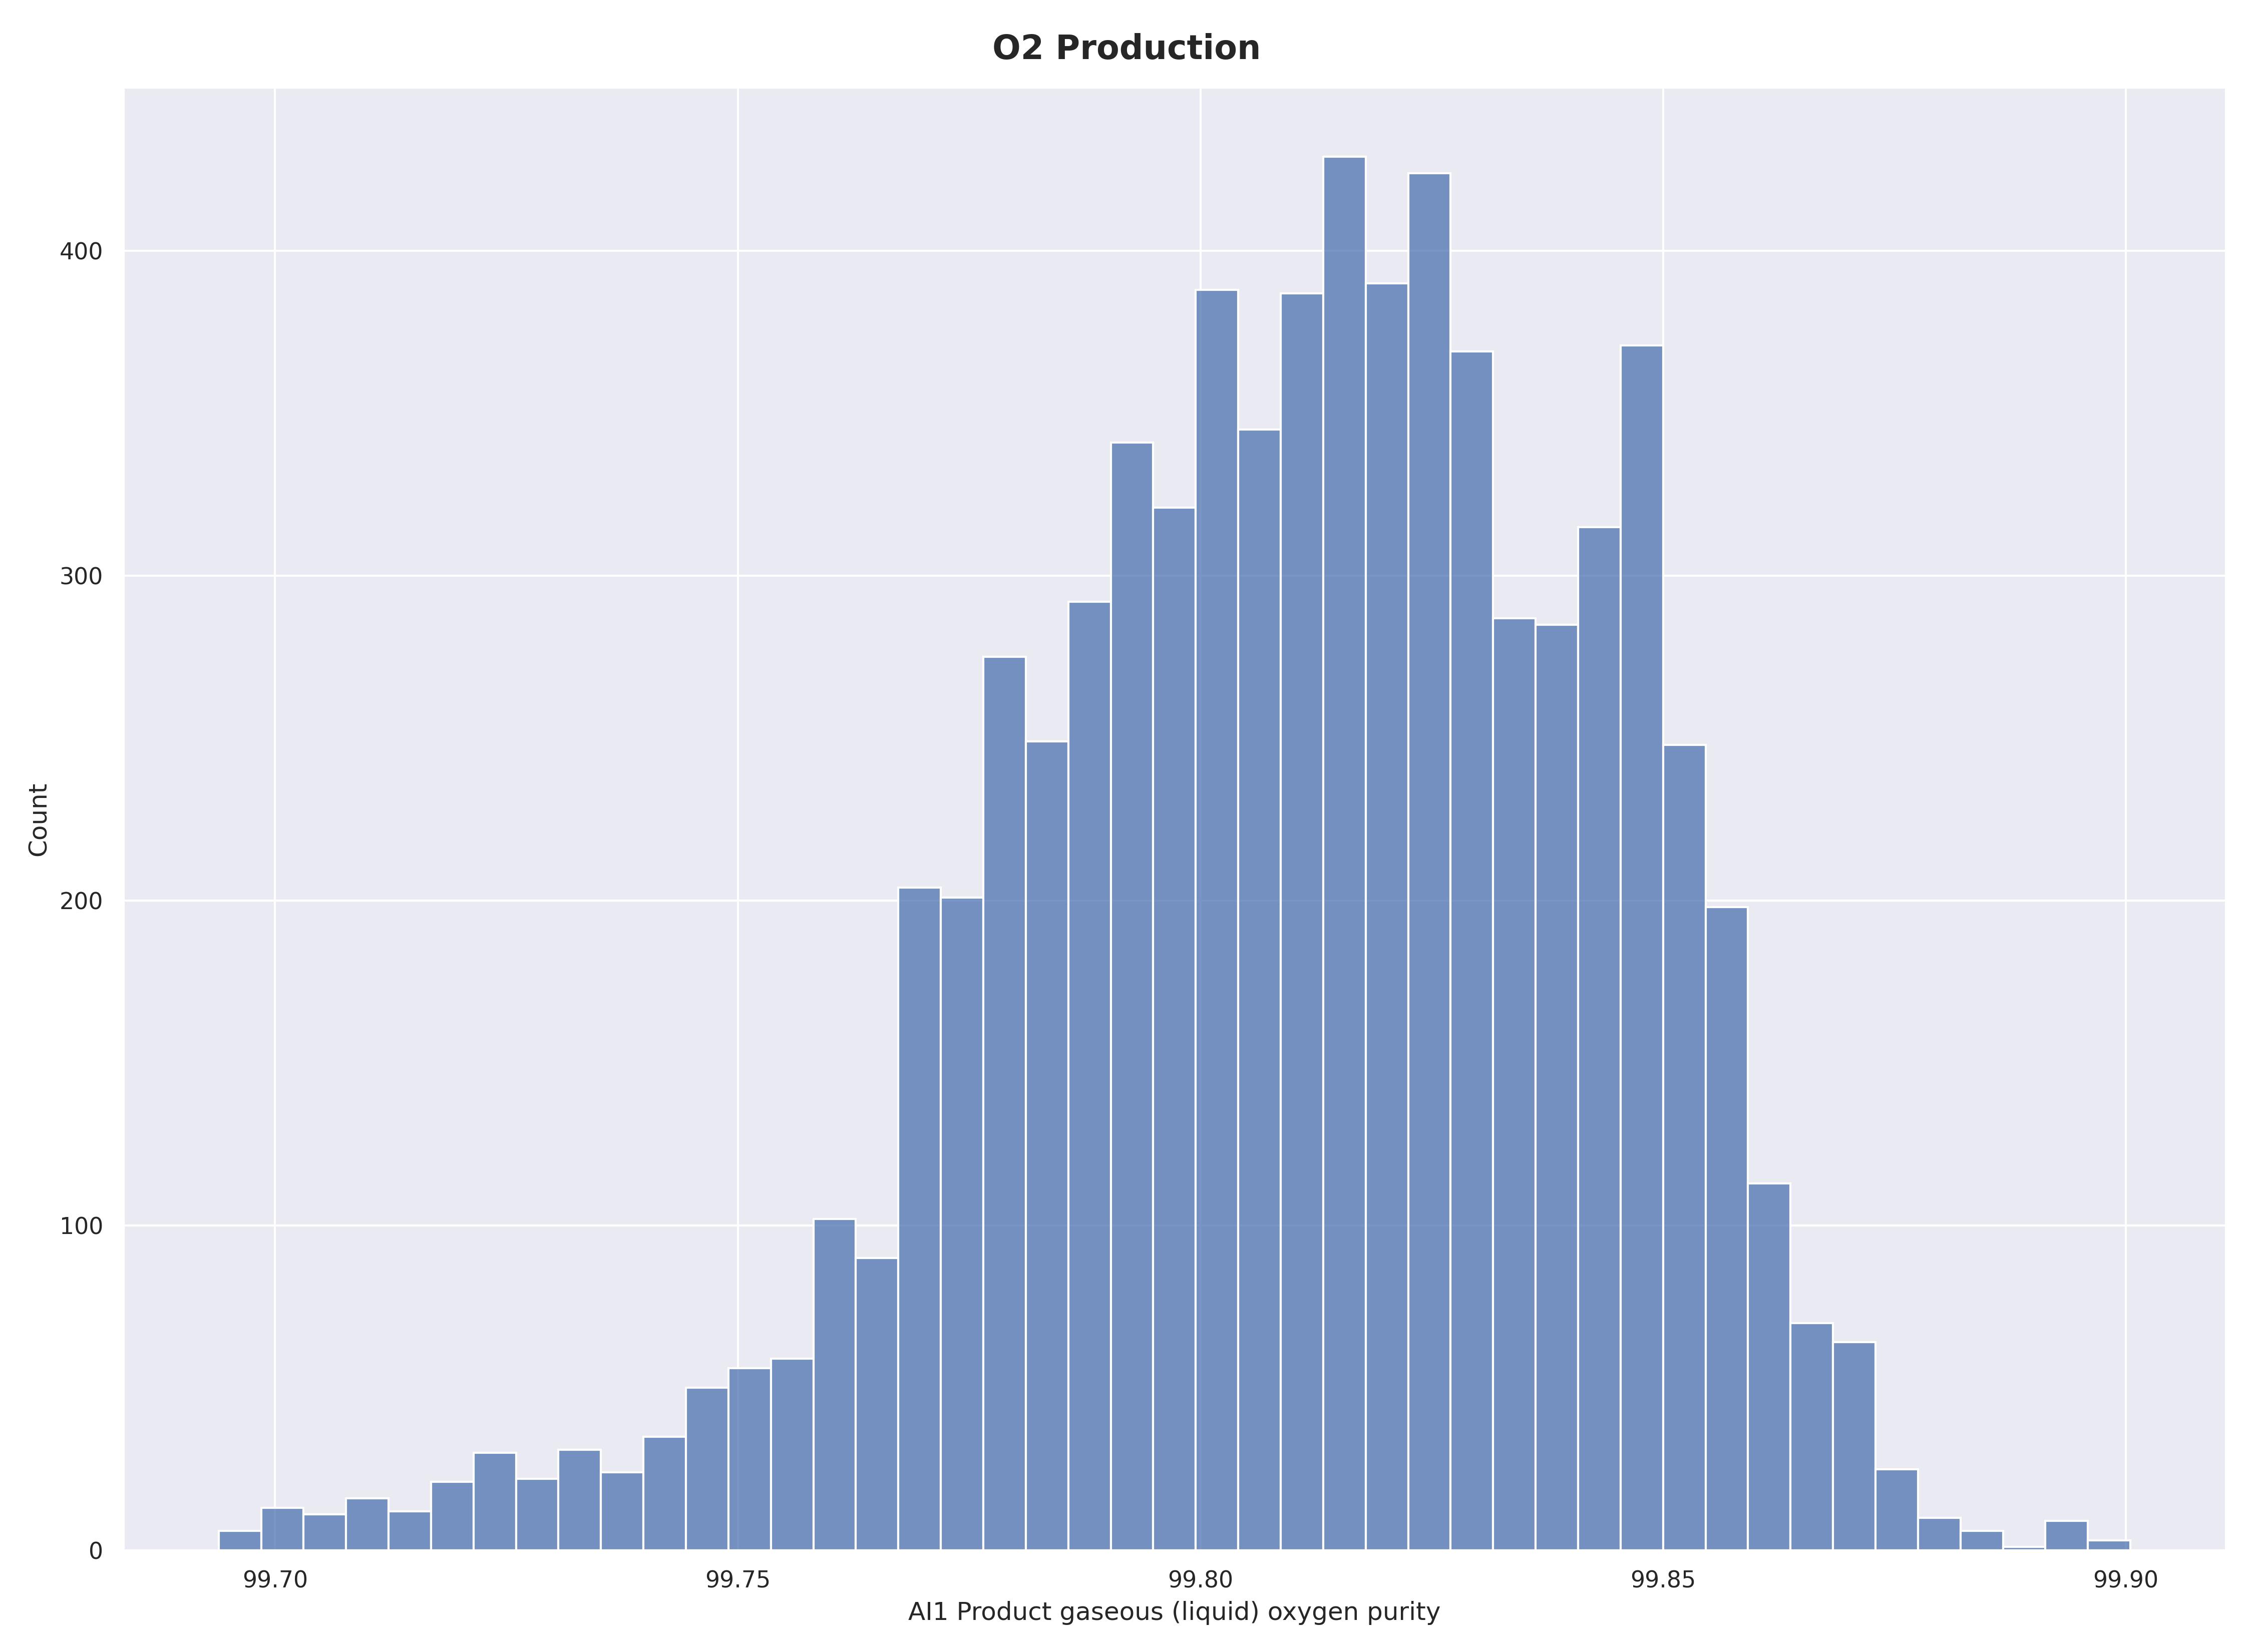 O2 Production
Count
400
300
200
100
0
99.70 99.75 99.80 99.85 99.90
AI1 Product gaseous (liquid) oxygen purity